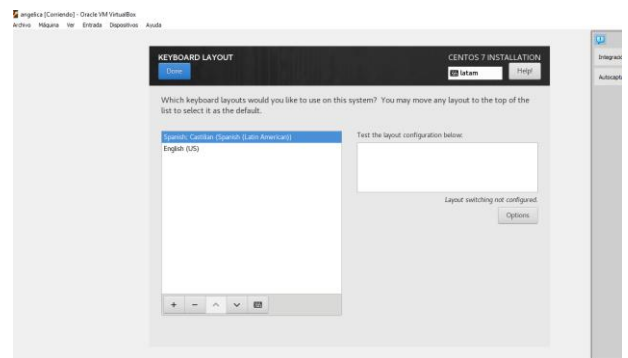 angelica [Corriendo] - Oracle VM VirtualBox
Archivo Máquina Ver Entrada Dispositivos Ayuda
KEYBOARD LAYOUT
CENTOS 7 INSTALLATION
Done
latam
Help!
Which keyboard layouts would you like to use on this system? You may move any layout to the top of the
list to select it as the default.
Spanish; Castilian (Spanish (Latin American))
English (US)
Test the layout configuration below:
Layout switching not configured.
Options